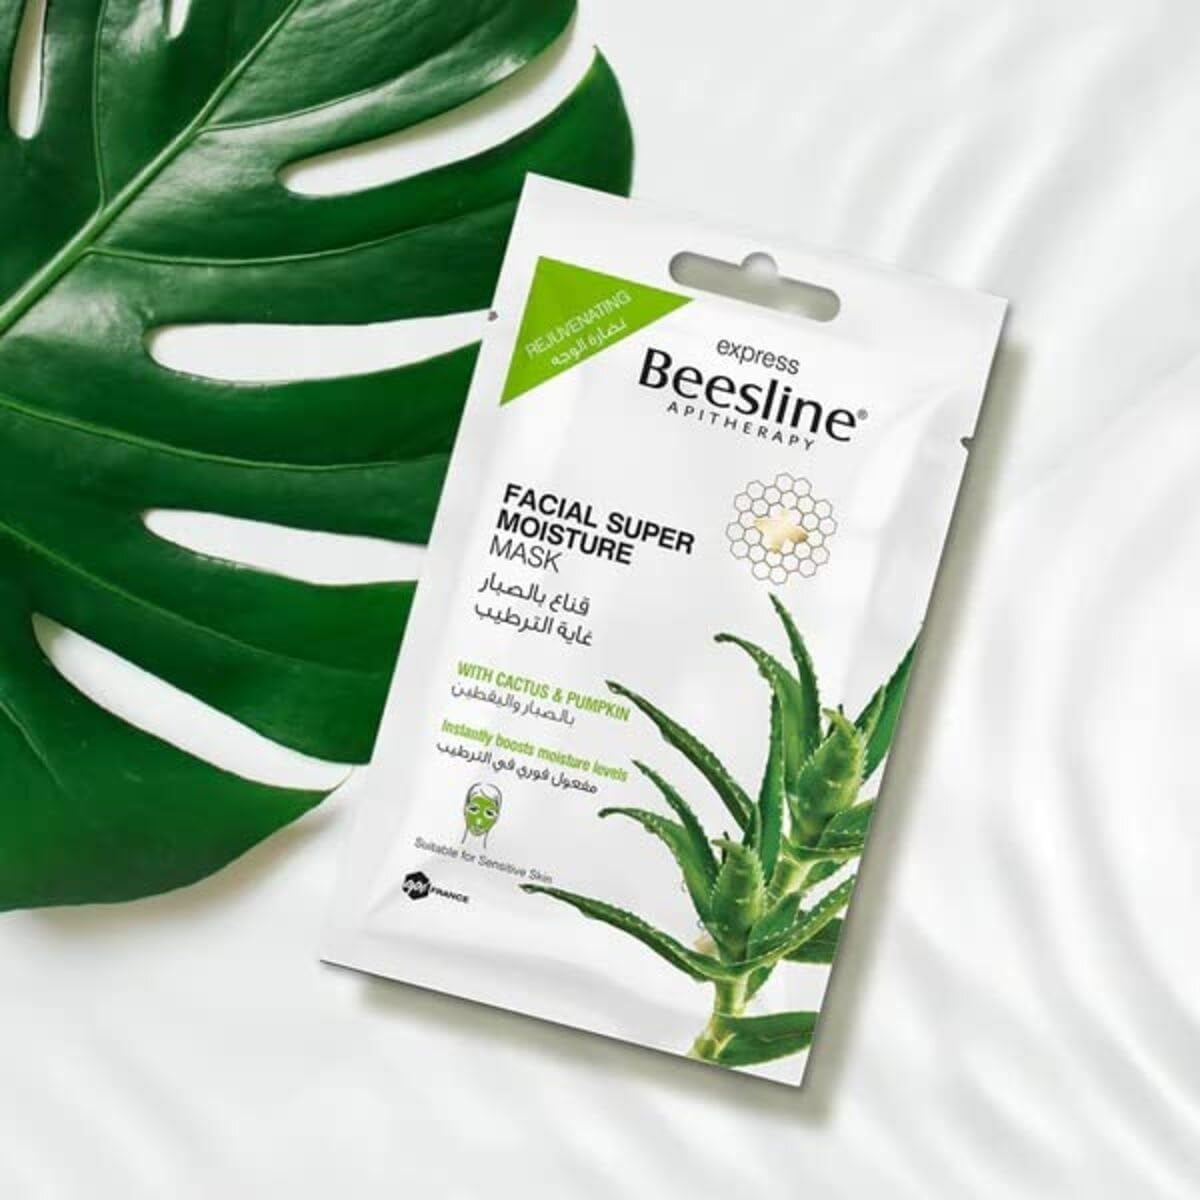 REJUVENATING
نضارة الوجه
express
Beesline®
APITHERAPY
FACIAL SUPER
MOISTURE
MASK
قناع بالصبار
غاية الترطيب
WITH CACTUS & PUMPKIN
بالصبار واليقطين
Instantly boosts moisture levels
مفعول فوري في الترطيب
Suitable for Sensitive Skin
FRANCE